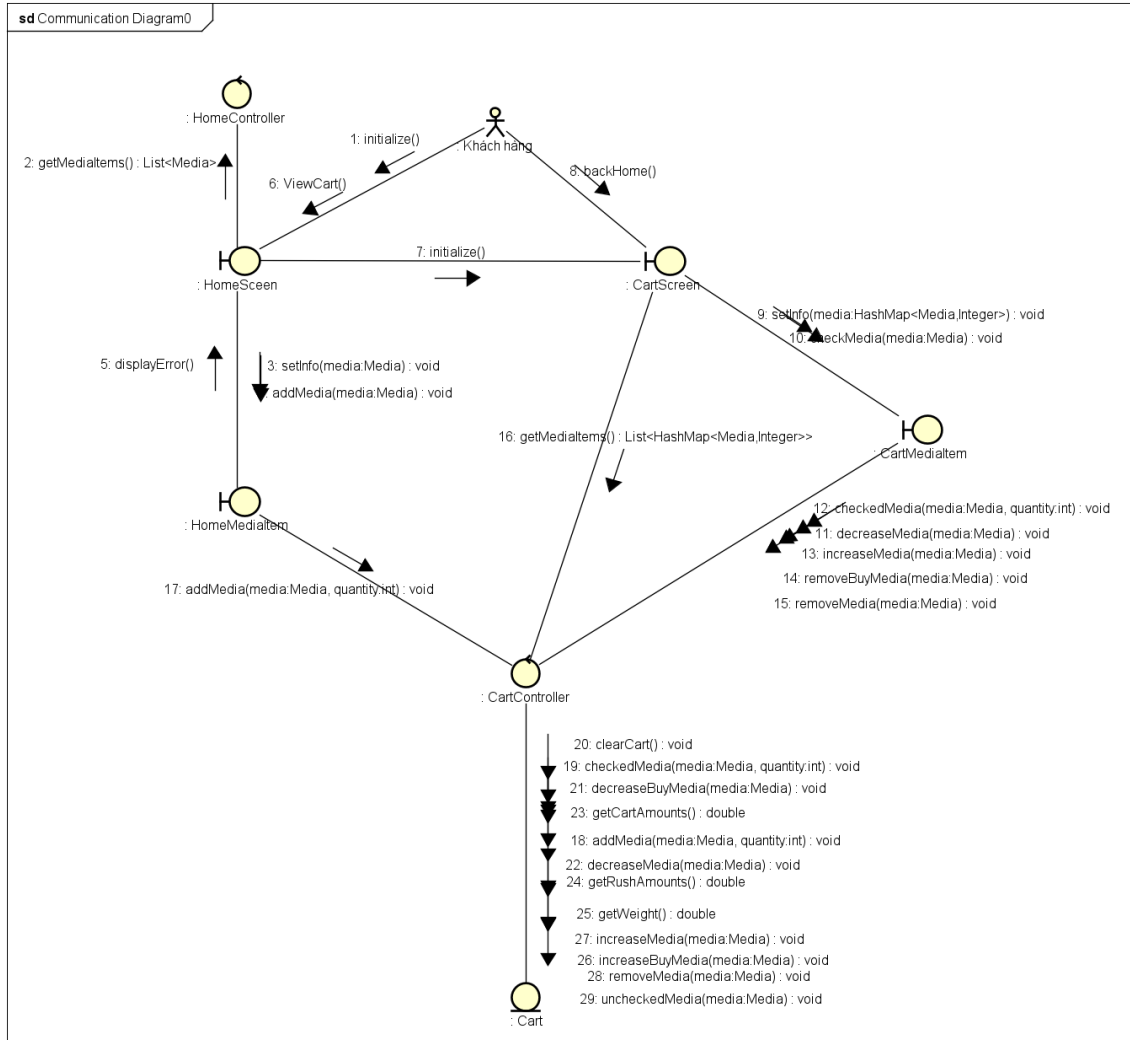 sd Communication Diagram0
: HomeController
1: initialize()
: Khách hàng
2: getMediaItems() : List<Media>
8: backHome()
6: ViewCart()
7: initialize()
: HomeSceen
: CartScreen
9: setInfo(media:HashMap<Media,Integer>) : void
10: checkMedia(media:Media) : void
5: displayError()
3: setInfo(media:Media) : void
addMedia(media:Media) : void
16: getMediaItems() : List<HashMap<Media,Integer>>
: CartMediaItem
: HomeMediaItem
12: checkedMedia(media:Media, quantity:int) : void
11: decreaseMedia(media:Media) : void
13: increaseMedia(media:Media) : void
14: removeBuyMedia(media:Media) : void
17: addMedia(media:Media, quantity:int) : void
15: removeMedia(media:Media) : void
: CartController
20: clearCart() : void
19: checkedMedia(media:Media, quantity:int) : void
21: decreaseBuyMedia(media:Media) : void
23: getCartAmounts() : double
18: addMedia(media:Media, quantity:int) : void
22: decreaseMedia(media:Media) : void
24: getRushAmounts() : double
25: getWeight() : double
27: increaseMedia(media:Media) : void
26: increaseBuyMedia(media:Media) : void
28: removeMedia(media:Media) : void
29: uncheckedMedia(media:Media) : void
: Cart